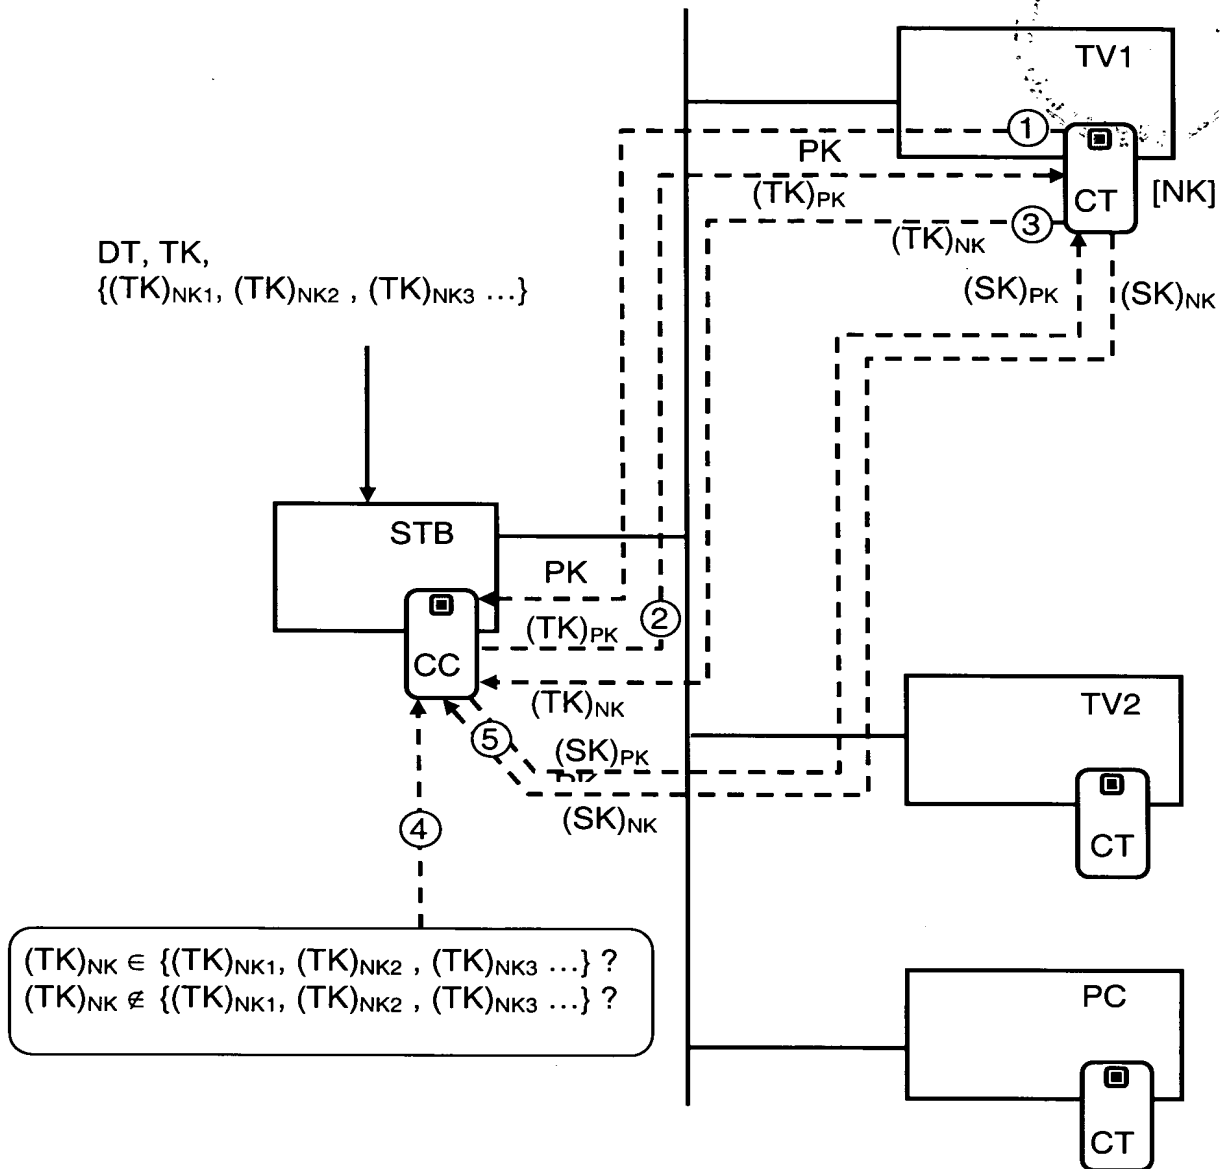 TV1
①
PK
(TK)PK
CT
[NK]
③
(TK)NK
DT, TK,
{(TK)NK1, (TK)NK2 , (TK)NK3 ...}
(SK)PK
(SK)NK
STB
PK
②
(TK)PK
CC
(TK)NK
TV2
⑤
(SK)PK
(SK)NK
④
CT
(TK)NK ∈ {(TK)NK1, (TK)NK2 , (TK)NK3 ...} ?
(TK)NK ∉ {(TK)NK1, (TK)NK2 , (TK)NK3 ...} ?
PC
CT